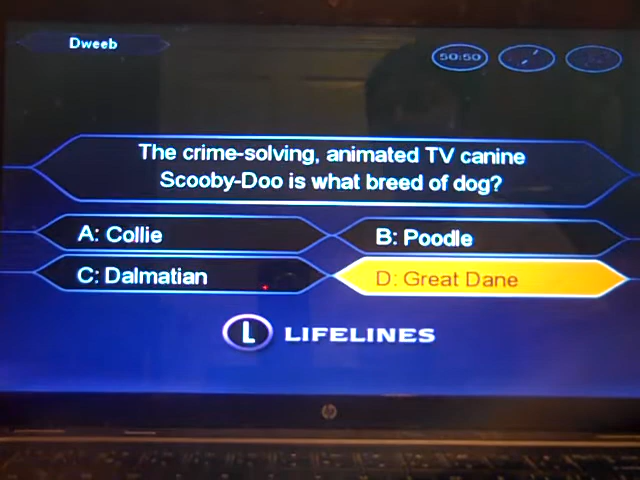 Dweeb
50:50
The crime-solving, animated TV canine
Scooby-Doo is what breed of dog?
A: Collie
B: Poodle
C: Dalmatian
D: Great Dane
L LIFELINES
hp